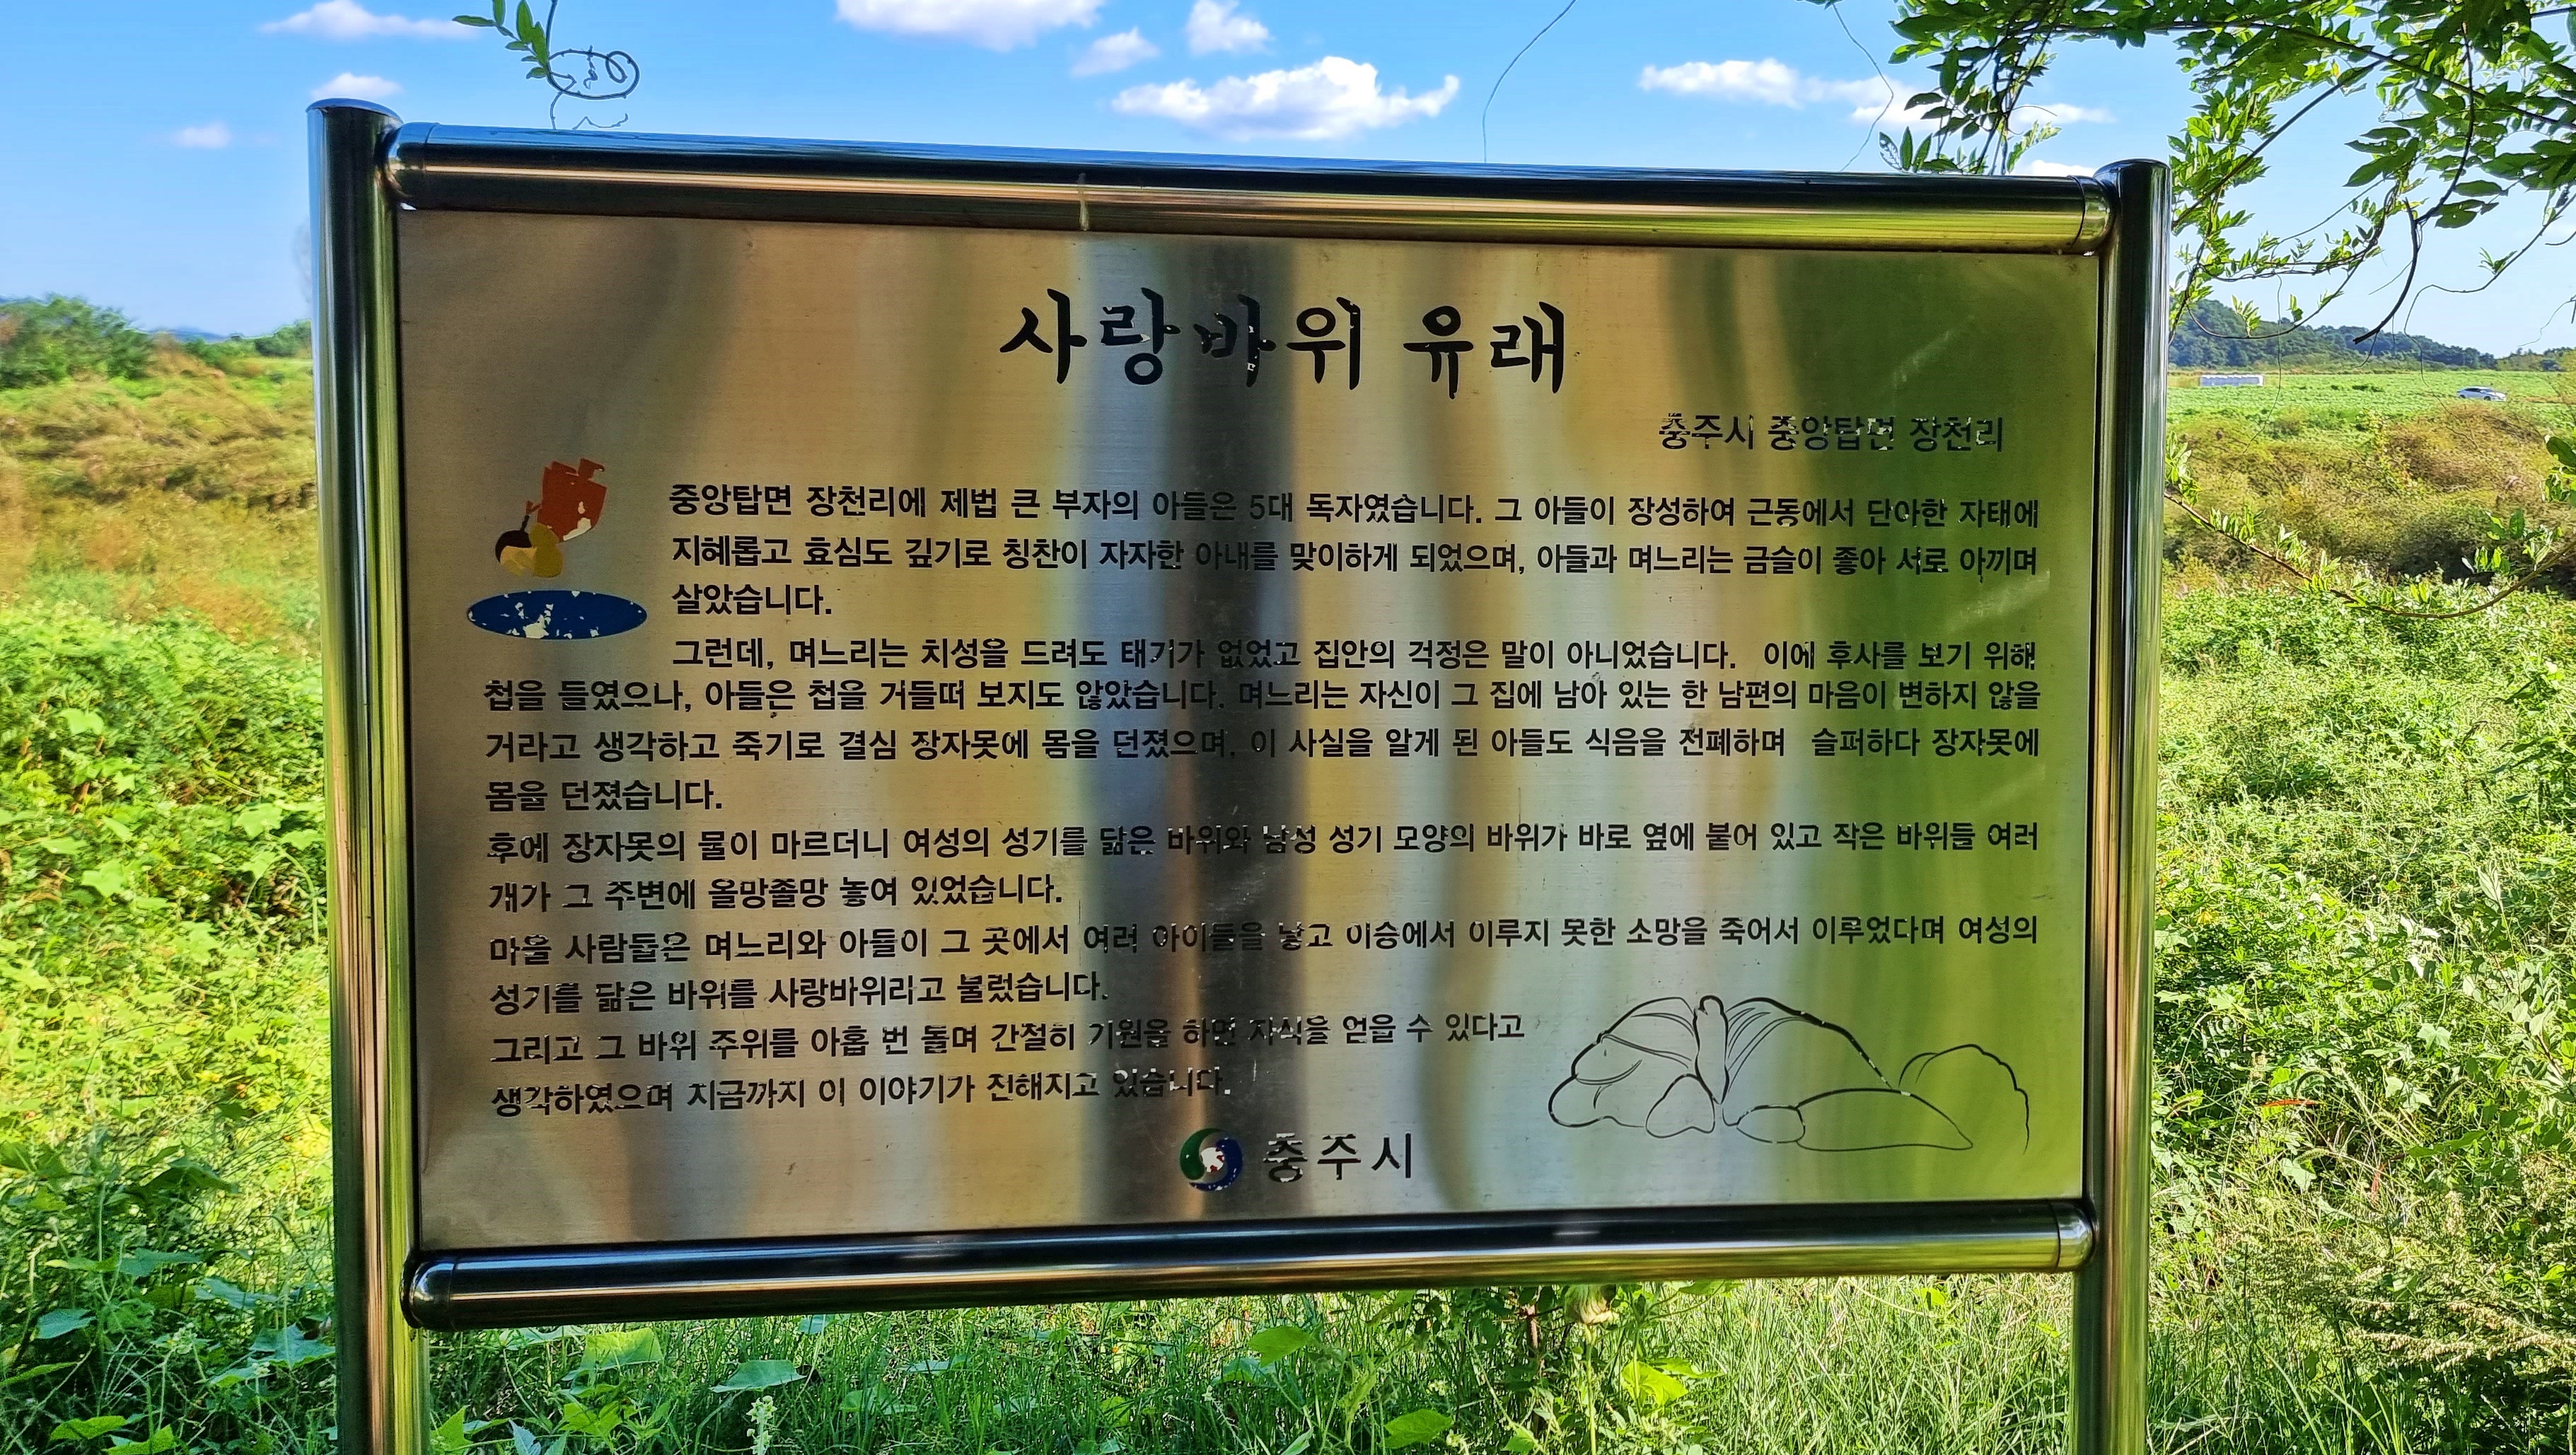 사랑바위 유래
충주시 중앙탑면 장천리
중앙탑면 장천리에 제법 큰 부자의 아들은 5대 독자였습니다. 그 아들이 장성하여 근동에서 단아한 자태에
지혜롭고 효심도 깊기로 칭찬이 자자한 아내를 맞이하게 되었으며, 아들과 며느리는 금슬이 좋아 서로 아끼며
살았습니다.
그런데, 며느리는 치성을 드려도 태기가 없었고 집안의 걱정은 말이 아니었습니다. 이에 후사를 보기 위해
첩을 들였으나, 아들은 첩을 거들떠 보지도 않았습니다. 며느리는 자신이 그 집에 남아 있는 한 남편의 마음이 변하지 않을
거라고 생각하고 죽기로 결심 장자못에 몸을 던졌으며, 이 사실을 알게 된 아들도 식음을 전폐하며 슬퍼하다 장자못에
몸을 던졌습니다.
후에 장자못의 물이 마르더니 여성의 성기를 닮은 바위와 남성 성기 모양의 바위가 바로 옆에 붙어 있고 작은 바위들 여러
개가 그 주변에 올망졸망 놓여 있었습니다.
마을 사람들은 며느리와 아들이 그 곳에서 여러 아이들을 낳고 이승에서 이루지 못한 소망을 죽어서 이루었다며 여성의
성기를 닮은 바위를 사랑바위라고 불렀습니다.
그리고 그 바위 주위를 아홉 번 돌며 간절히 기원을 하면 자식을 얻을 수 있다고
생각하였으며 지금까지 이 이야기가 전해지고 있습니다.
충주시